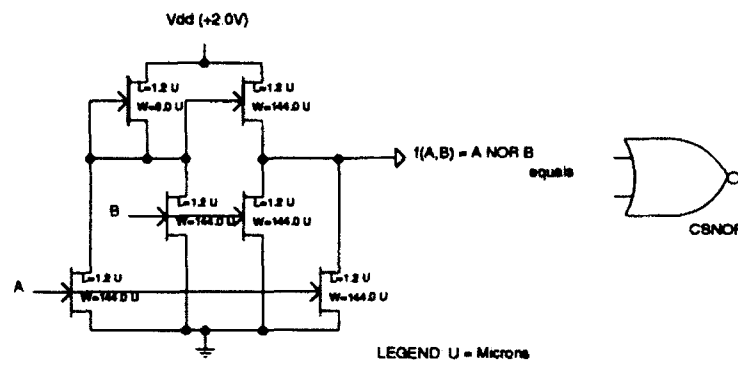 Vdd (+2.0V)
L=1.2 U
W=6.0 U
L=1.2 U
W=144.0 U
f(A,B) = A NOR B
equals
CSNOR
B
L=1.2 U
W=144.0 U
L=1.2 U
W=144.0 U
A
L=1.2 U
W=144.0 U
L=1.2 U
W=144.0 U
LEGEND U = Microns